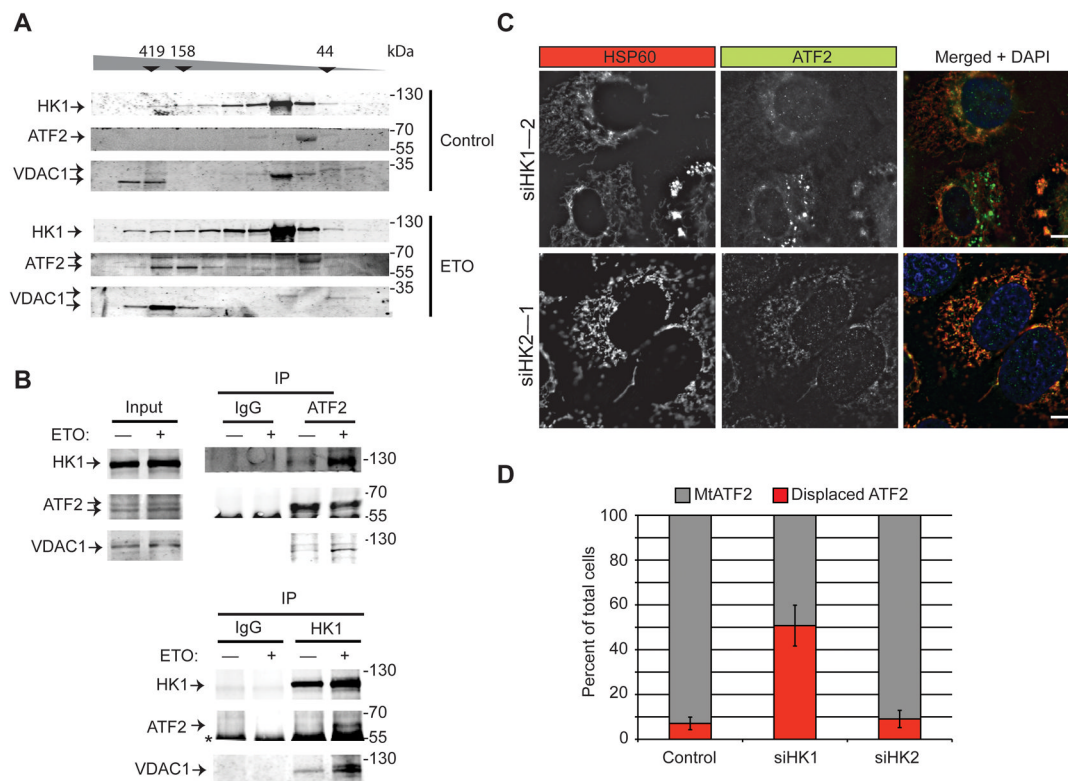 A
419 158 44 kDa
HK1 -130
ATF2 -70
-55
VDAC1 -35
Control
HK1 -130
ATF2 -70
-55
VDAC1 -35
ETO
B
IP
Input IgG ATF2
ETO: — + — + — +
HK1 -130
ATF2 -70
-55
VDAC1 -130
IP
IgG HK1
ETO: — + — +
HK1 -130
ATF2 -70
* -55
VDAC1 -130
C
HSP60 ATF2 Merged + DAPI
siHK1—2
siHK2—1
D
MtATF2 Displaced ATF2
Percent of total cells
100
80
60
40
20
0
Control siHK1 siHK2